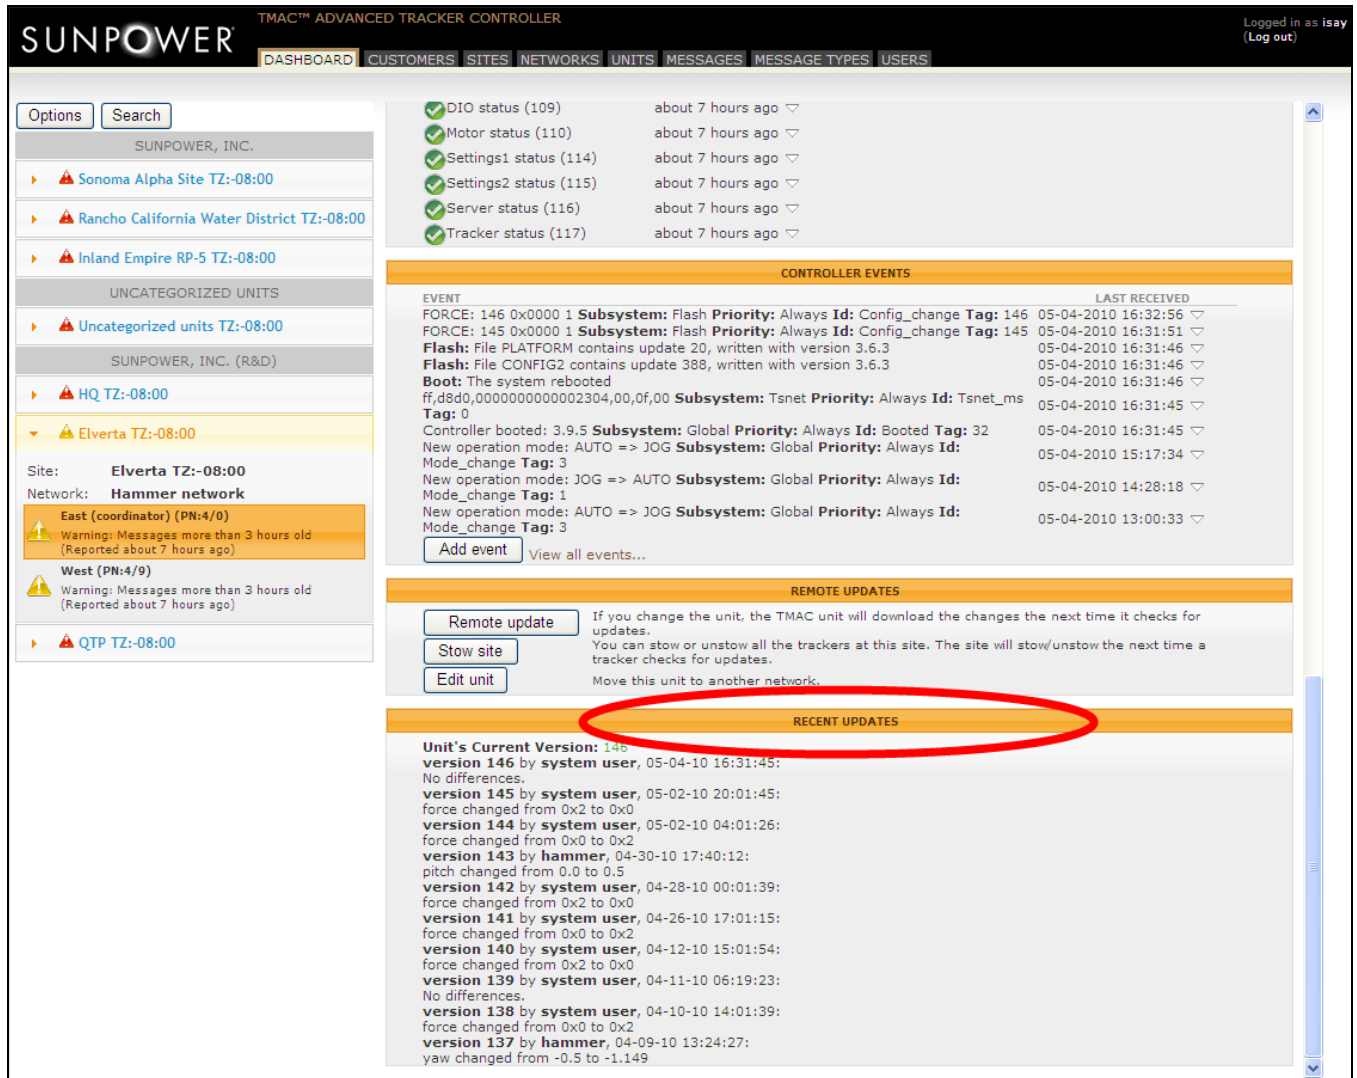 SUNPOWER
TMAC™ ADVANCED TRACKER CONTROLLER
Logged in as isay
(Log out)
DASHBOARD CUSTOMERS SITES NETWORKS UNITS MESSAGES MESSAGE TYPES USERS
Options Search
SUNPOWER, INC.
Sonoma Alpha Site TZ:-08:00
Rancho California Water District TZ:-08:00
Inland Empire RP-5 TZ:-08:00
UNCATEGORIZED UNITS
Uncategorized units TZ:-08:00
SUNPOWER, INC. (R&D)
HQ TZ:-08:00
Elverta TZ:-08:00
Site: Elverta TZ:-08:00
Network: Hammer network
East (coordinator) (PN:4/0)
Warning: Messages more than 3 hours old
(Reported about 7 hours ago)
West (PN:4/9)
Warning: Messages more than 3 hours old
(Reported about 7 hours ago)
QTP TZ:-08:00
DIO status (109) about 7 hours ago
Motor status (110) about 7 hours ago
Settings1 status (114) about 7 hours ago
Settings2 status (115) about 7 hours ago
Server status (116) about 7 hours ago
Tracker status (117) about 7 hours ago
CONTROLLER EVENTS
EVENT LAST RECEIVED
FORCE: 146 0x0000 1 Subsystem: Flash Priority: Always Id: Config_change Tag: 146 05-04-2010 16:32:56
FORCE: 145 0x0000 1 Subsystem: Flash Priority: Always Id: Config_change Tag: 145 05-04-2010 16:31:51
Flash: File PLATFORM contains update 20, written with version 3.6.3 05-04-2010 16:31:46
Flash: File CONFIG2 contains update 388, written with version 3.6.3 05-04-2010 16:31:46
Boot: The system rebooted 05-04-2010 16:31:46
ff,d8d0,0000000000002304,00,0f,00 Subsystem: Tsnet Priority: Always Id: Tsnet_ms
Tag: 0 05-04-2010 16:31:45
Controller booted: 3.9.5 Subsystem: Global Priority: Always Id: Booted Tag: 32 05-04-2010 16:31:45
New operation mode: AUTO => JOG Subsystem: Global Priority: Always Id:
Mode_change Tag: 3 05-04-2010 15:17:34
New operation mode: JOG => AUTO Subsystem: Global Priority: Always Id:
Mode_change Tag: 1 05-04-2010 14:28:18
New operation mode: AUTO => JOG Subsystem: Global Priority: Always Id:
Mode_change Tag: 3 05-04-2010 13:00:33
Add event View all events...
REMOTE UPDATES
Remote update If you change the unit, the TMAC unit will download the changes the next time it checks for
updates.
Stow site You can stow or unstow all the trackers at this site. The site will stow/unstow the next time a
tracker checks for updates.
Edit unit Move this unit to another network.
RECENT UPDATES
Unit's Current Version: 146
version 146 by system user, 05-04-10 16:31:45:
No differences.
version 145 by system user, 05-02-10 20:01:45:
force changed from 0x2 to 0x0
version 144 by system user, 05-02-10 04:01:26:
force changed from 0x0 to 0x2
version 143 by hammer, 04-30-10 17:40:12:
pitch changed from 0.0 to 0.5
version 142 by system user, 04-28-10 00:01:39:
force changed from 0x2 to 0x0
version 141 by system user, 04-26-10 17:01:15:
force changed from 0x0 to 0x2
version 140 by system user, 04-12-10 15:01:54:
force changed from 0x2 to 0x0
version 139 by system user, 04-11-10 06:19:23:
No differences.
version 138 by system user, 04-10-10 14:01:39:
force changed from 0x0 to 0x2
version 137 by hammer, 04-09-10 13:24:27:
yaw changed from -0.5 to -1.149